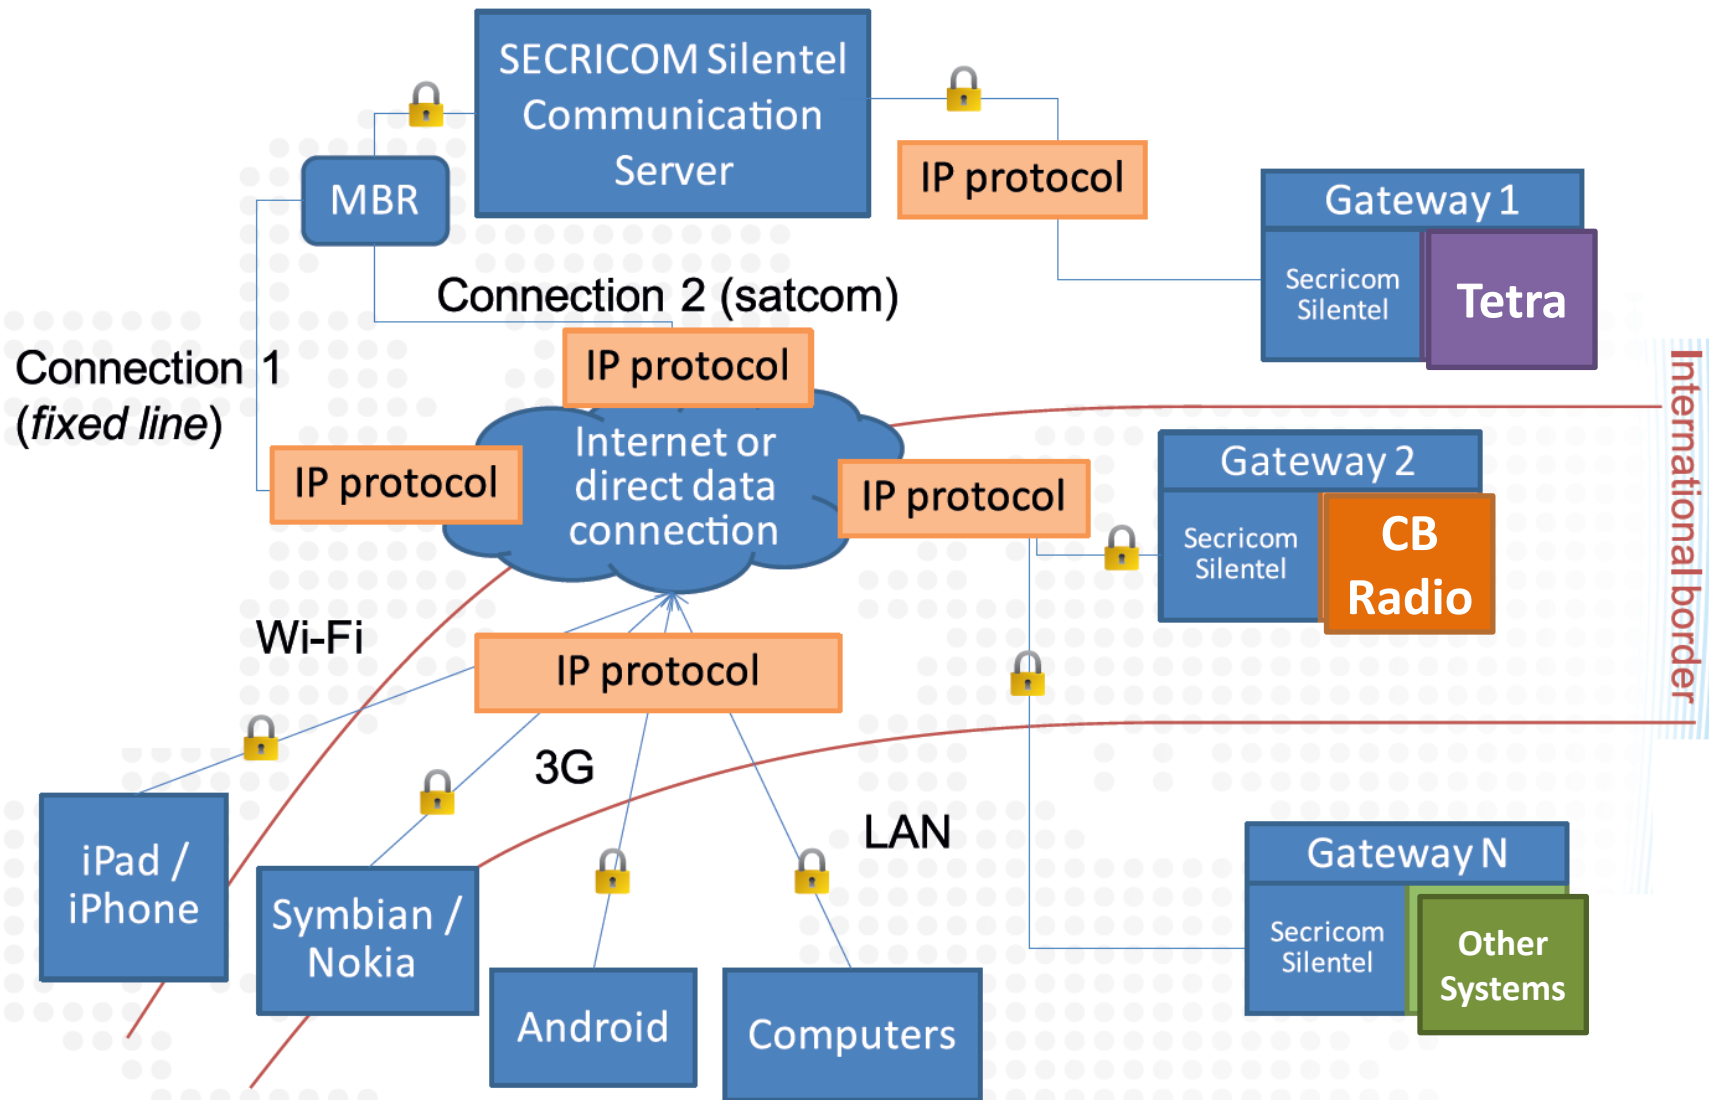 SECRICOM Silentel
Communication
Server
MBR
IP protocol
Gateway 1
Secricom
Silentel
Tetra
Connection 2 (satcom)
Connection 1
(fixed line)
IP protocol
IP protocol
Internet or
direct data
connection
IP protocol
Gateway 2
Secricom
Silentel
CB
Radio
International border
Wi-Fi
IP protocol
3G
LAN
iPad /
iPhone
Symbian /
Nokia
Android
Computers
Gateway N
Secricom
Silentel
Other
Systems